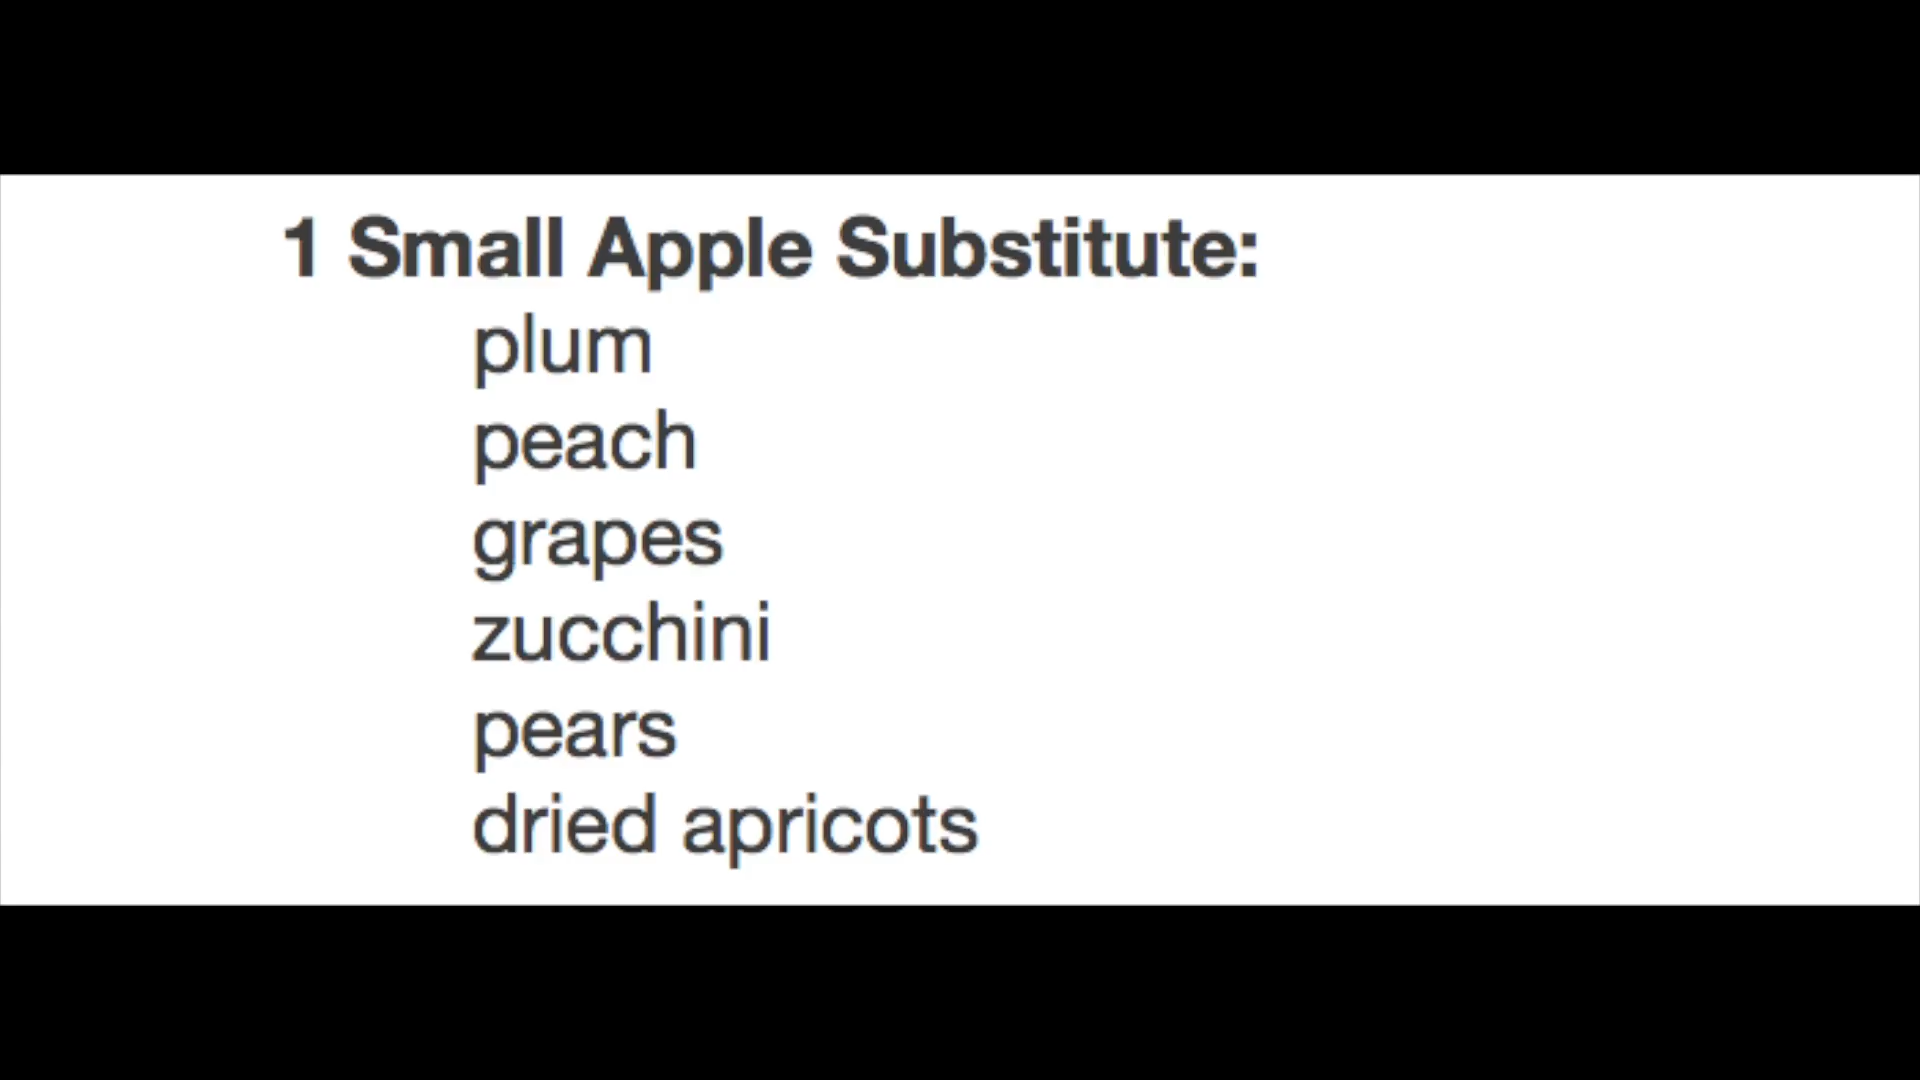 1 Small Apple Substitute:
plum
peach
grapes
zucchini
pears
dried apricots